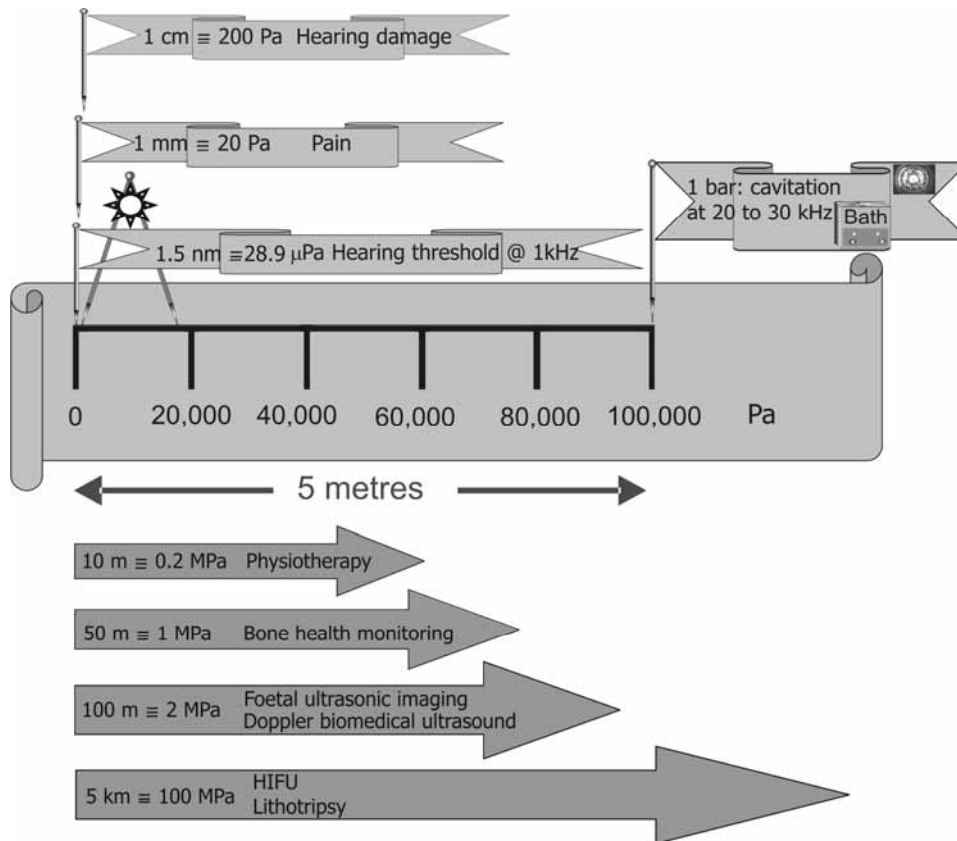 1 cm ≡ 200 Pa Hearing damage
1 mm ≡ 20 Pa Pain
1 bar: cavitation
at 20 to 30 kHz
Bath
1.5 nm ≡28.9 μPa Hearing threshold @ 1kHz
0 20,000 40,000 60,000 80,000 100,000 Pa
5 metres
10 m ≡ 0.2 MPa Physiotherapy
50 m ≡ 1 MPa Bone health monitoring
100 m ≡ 2 MPa Foetal ultrasonic imaging
Doppler biomedical ultrasound
5 km ≡ 100 MPa HIFU
Lithotripsy